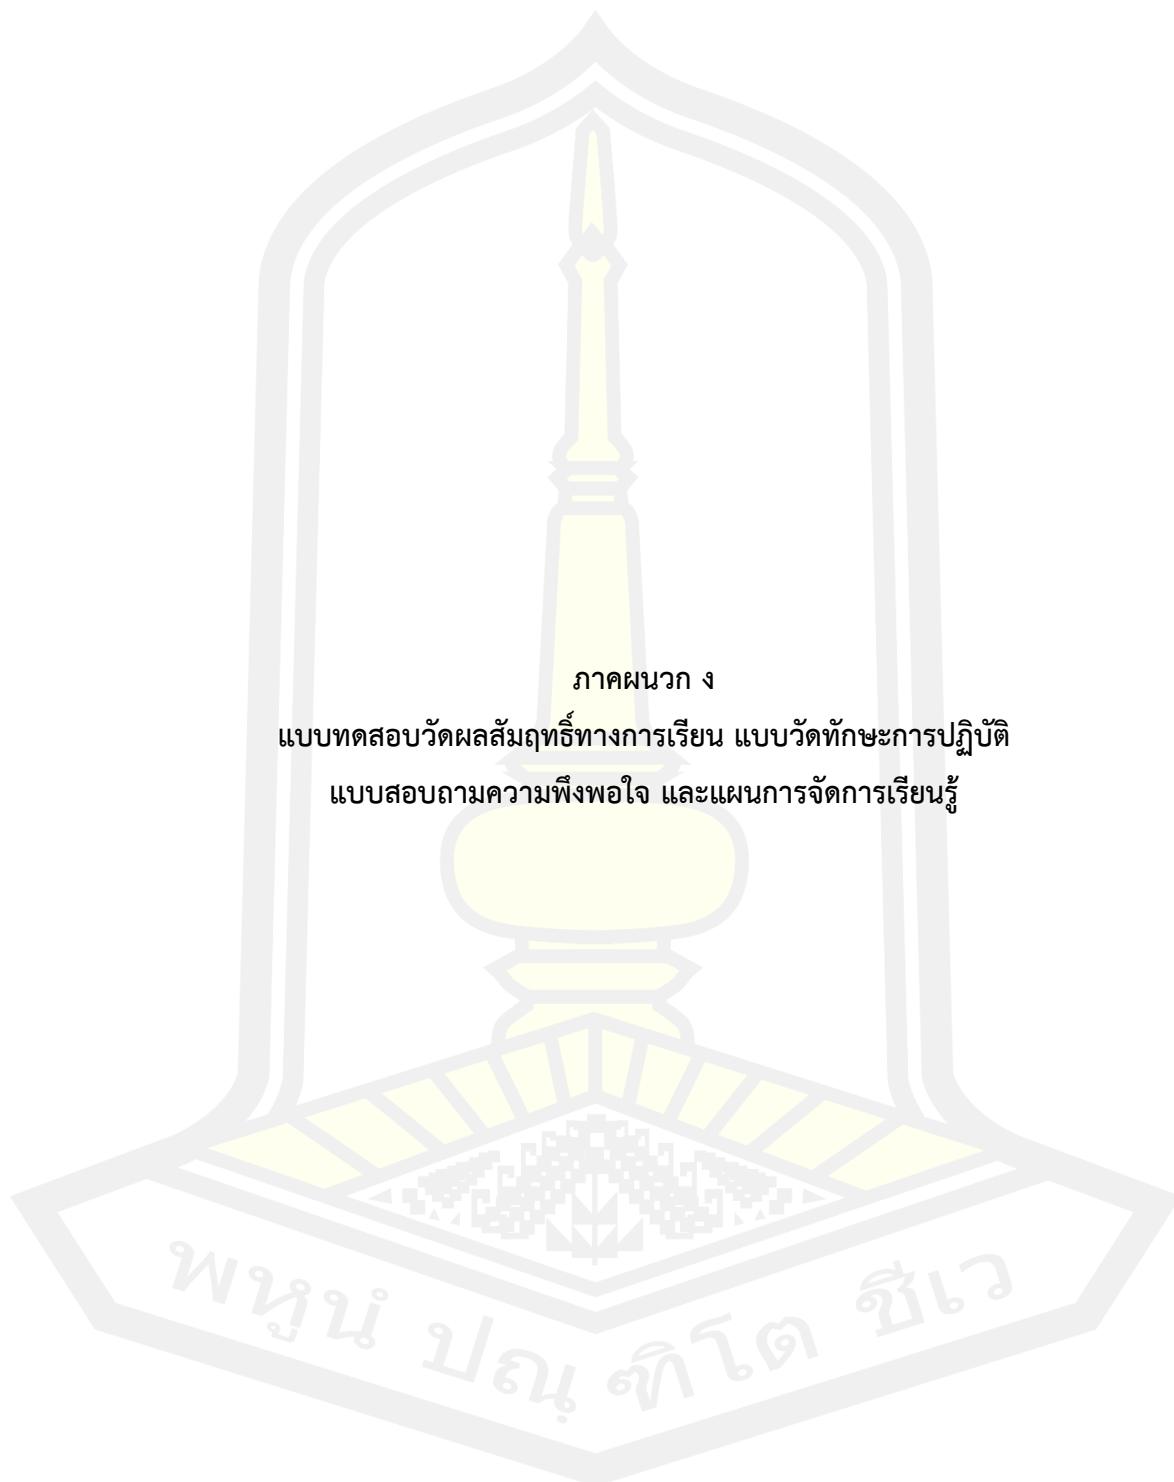 ภาคผนวก ง
แบบทดสอบวัดผลสัมฤทธิ์ทางการเรียน แบบวัดทักษะการปฏิบัติ
แบบสอบถามความพึงพอใจ และแผนการจัดการเรียนรู้
พหูนํ ปณฺฑิโต ชีเว